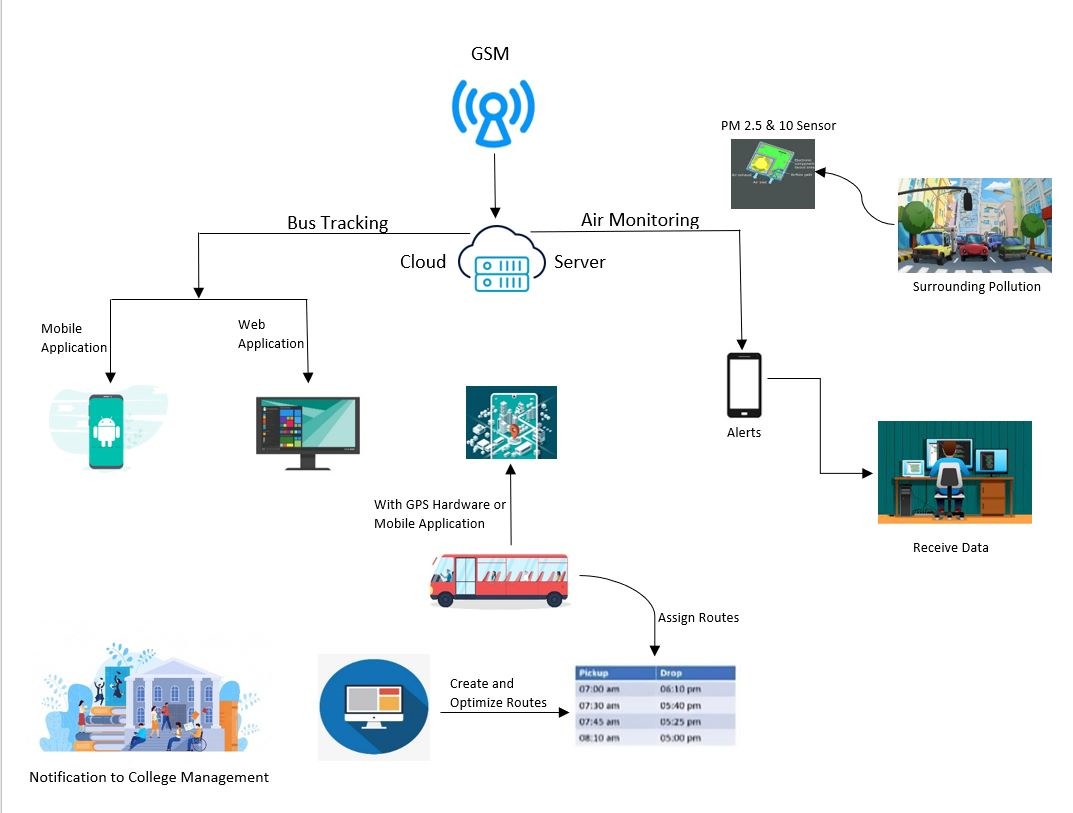 GSM
PM 2.5 & 10 Sensor
Air Monitoring
Bus Tracking
Cloud
Server
Surrounding Pollution
Mobile
Application
Web
Application
Alerts
With GPS Hardware or
Mobile Application
Receive Data
Assign Routes
Create and
Optimize Routes
Pickup Drop
07:00 am 06:10 pm
07:30 am 05:40 pm
07:45 am 05:25 pm
08:10 am 05:00 pm
Notification to College Management